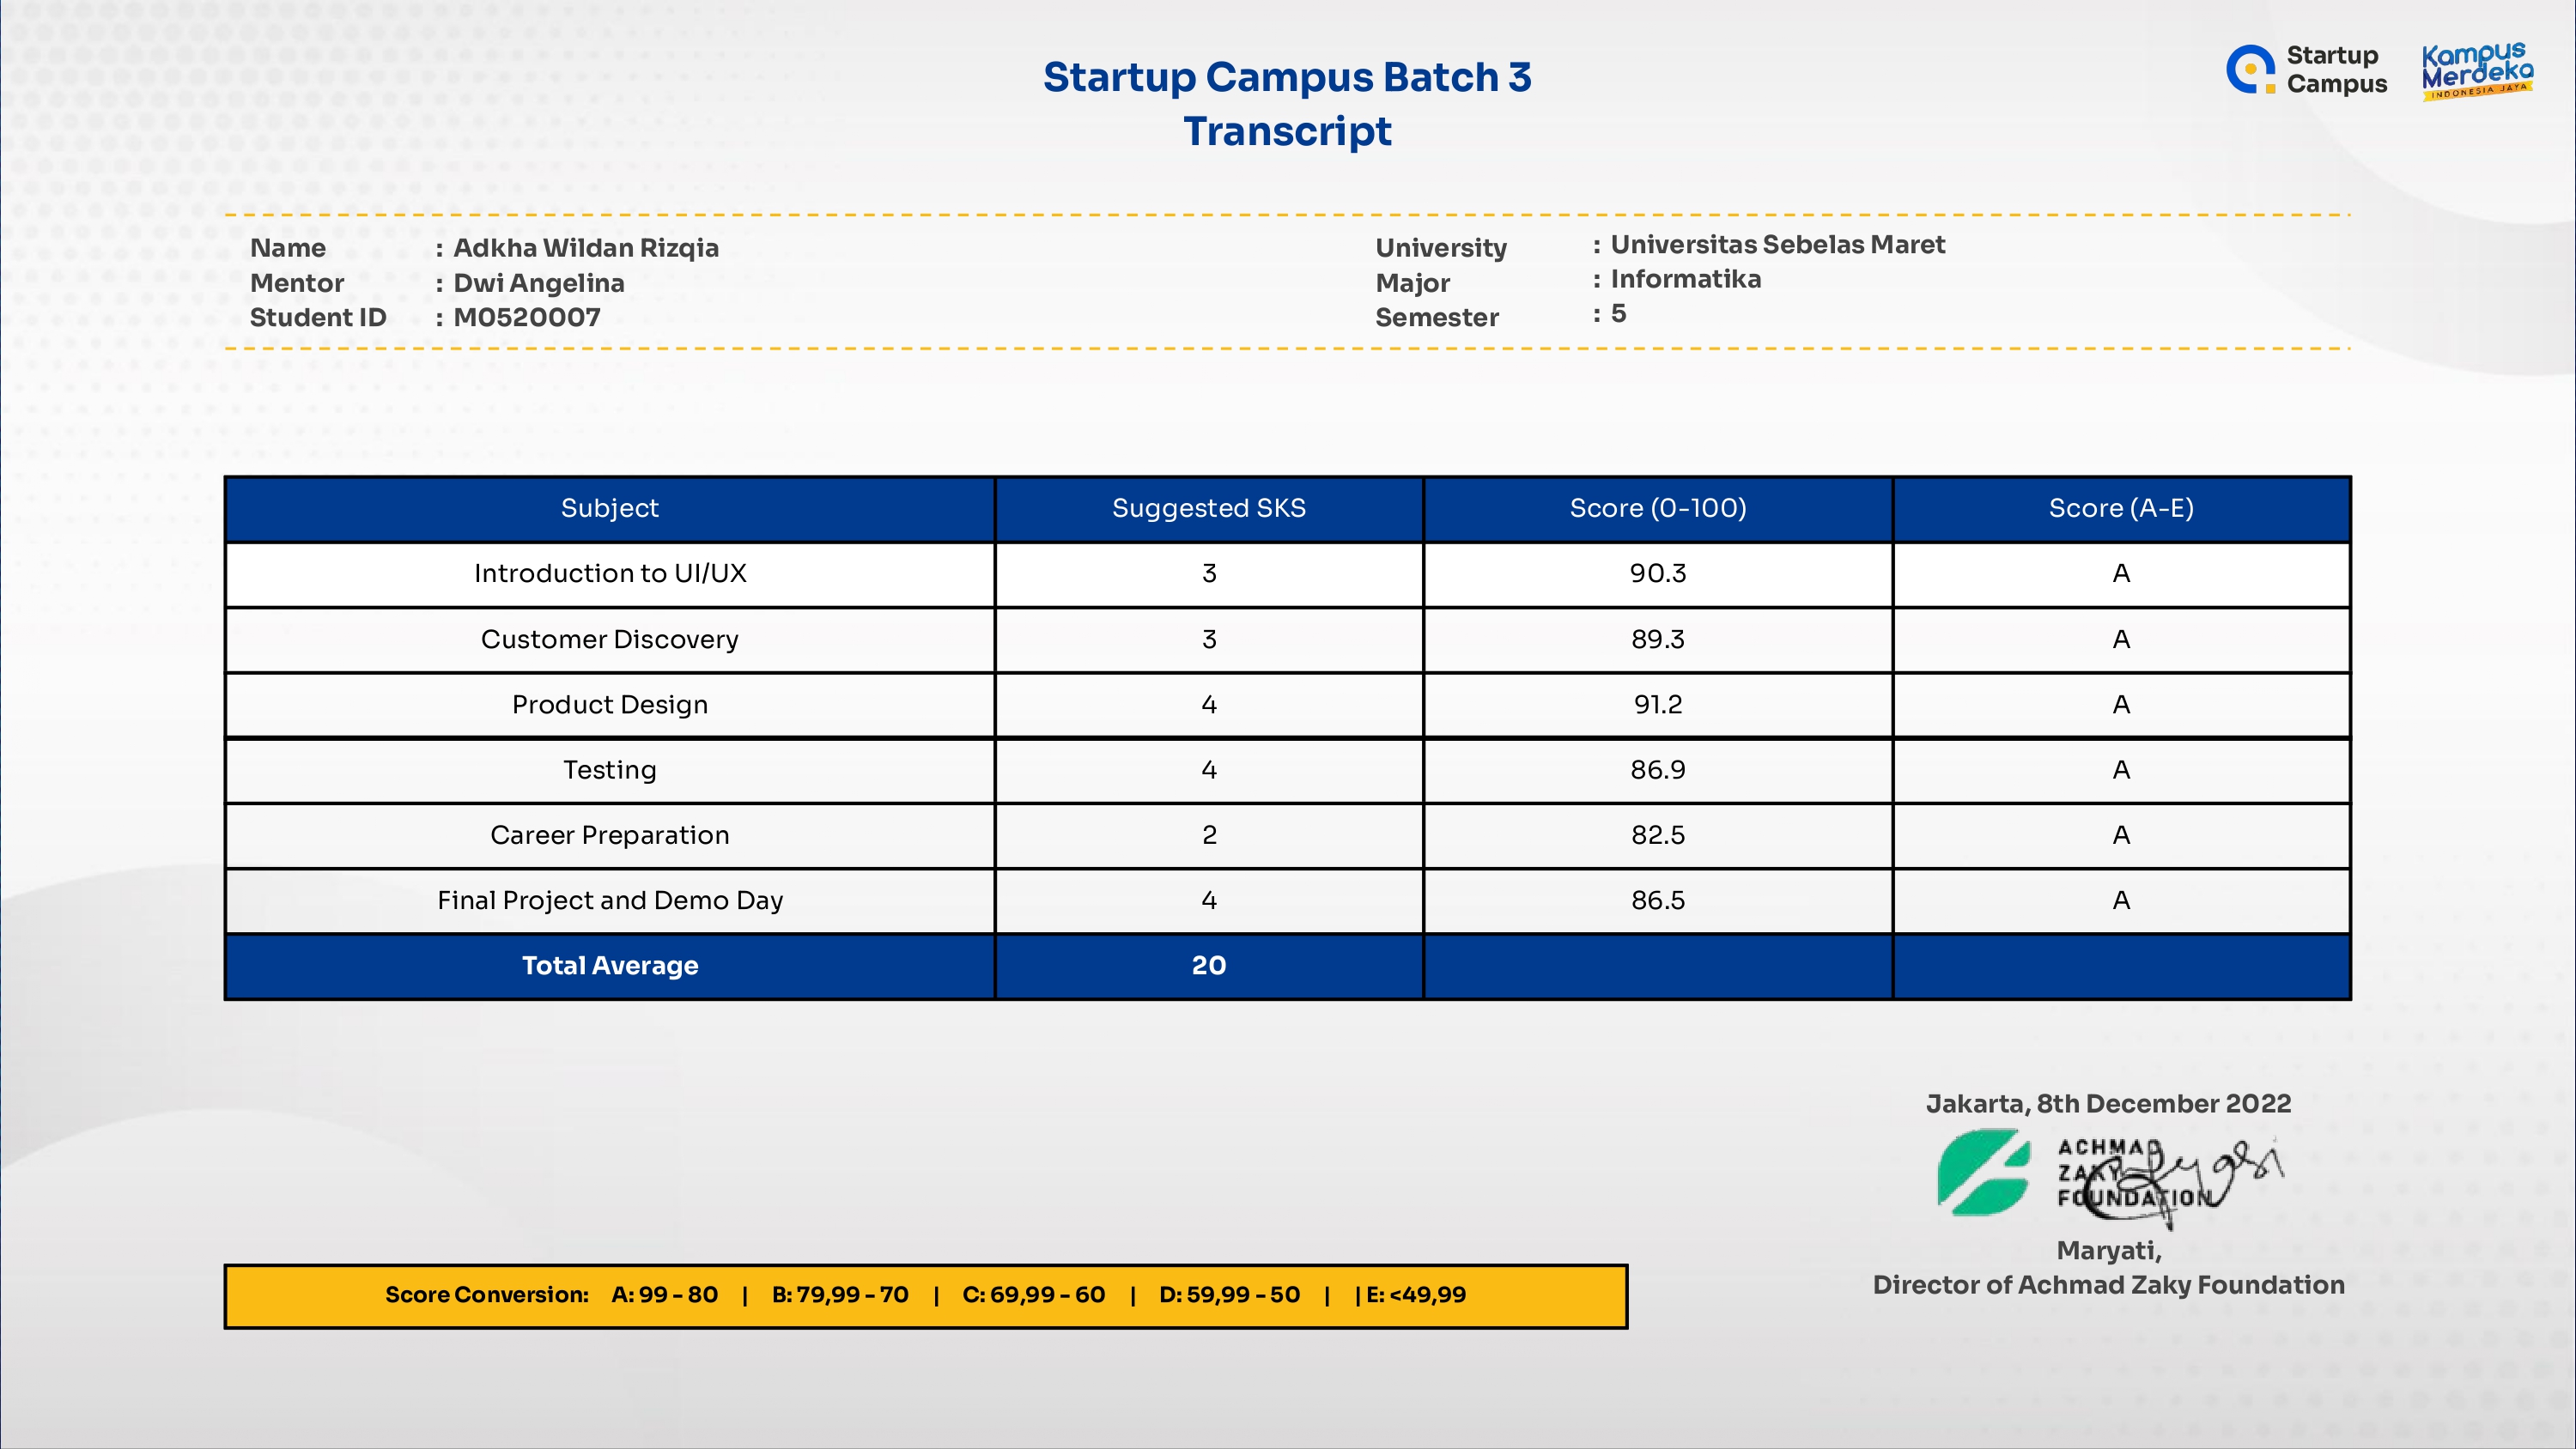 Startup Campus Batch 3
Transcript
Startup
Campus
Kampus
Merdeka
INDONESIA JAYA
Name : Adkha Wildan Rizqia
Mentor : Dwi Angelina
Student ID : M0520007
University : Universitas Sebelas Maret
Major : Informatika
Semester : 5
Subject Suggested SKS Score (0-100) Score (A-E)
Introduction to UI/UX 3 90.3 A
Customer Discovery 3 89.3 A
Product Design 4 91.2 A
Testing 4 86.9 A
Career Preparation 2 82.5 A
Final Project and Demo Day 4 86.5 A
Total Average 20
Jakarta, 8th December 2022
ACHMAD
ZAKY
FOUNDATION
Maryati,
Director of Achmad Zaky Foundation
Score Conversion: A: 99 - 80 | B: 79,99 - 70 | C: 69,99 - 60 | D: 59,99 - 50 | | E: <49,99